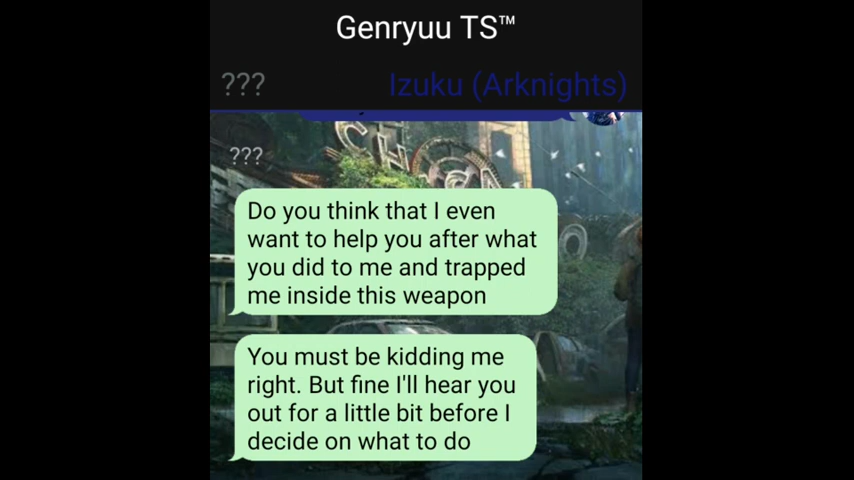 Genryuu TS™
??? Izuku (Arknights)
???
Do you think that I even
want to help you after what
you did to me and trapped
me inside this weapon
You must be kidding me
right. But fine I'll hear you
out for a little bit before I
decide on what to do